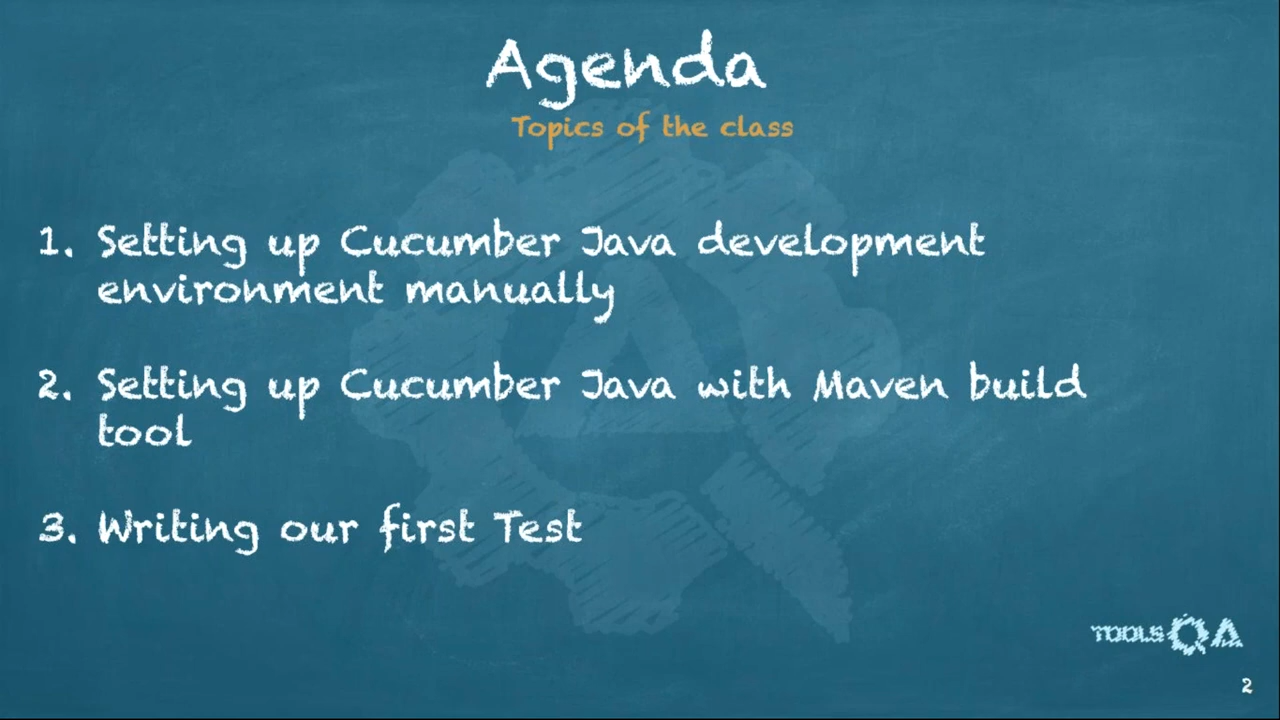 Agenda
Topics of the class
1. Setting up Cucumber Java development
environment manually
2. Setting up Cucumber Java with Maven build
tool
3. Writing our first Test
TOOLSQA
2